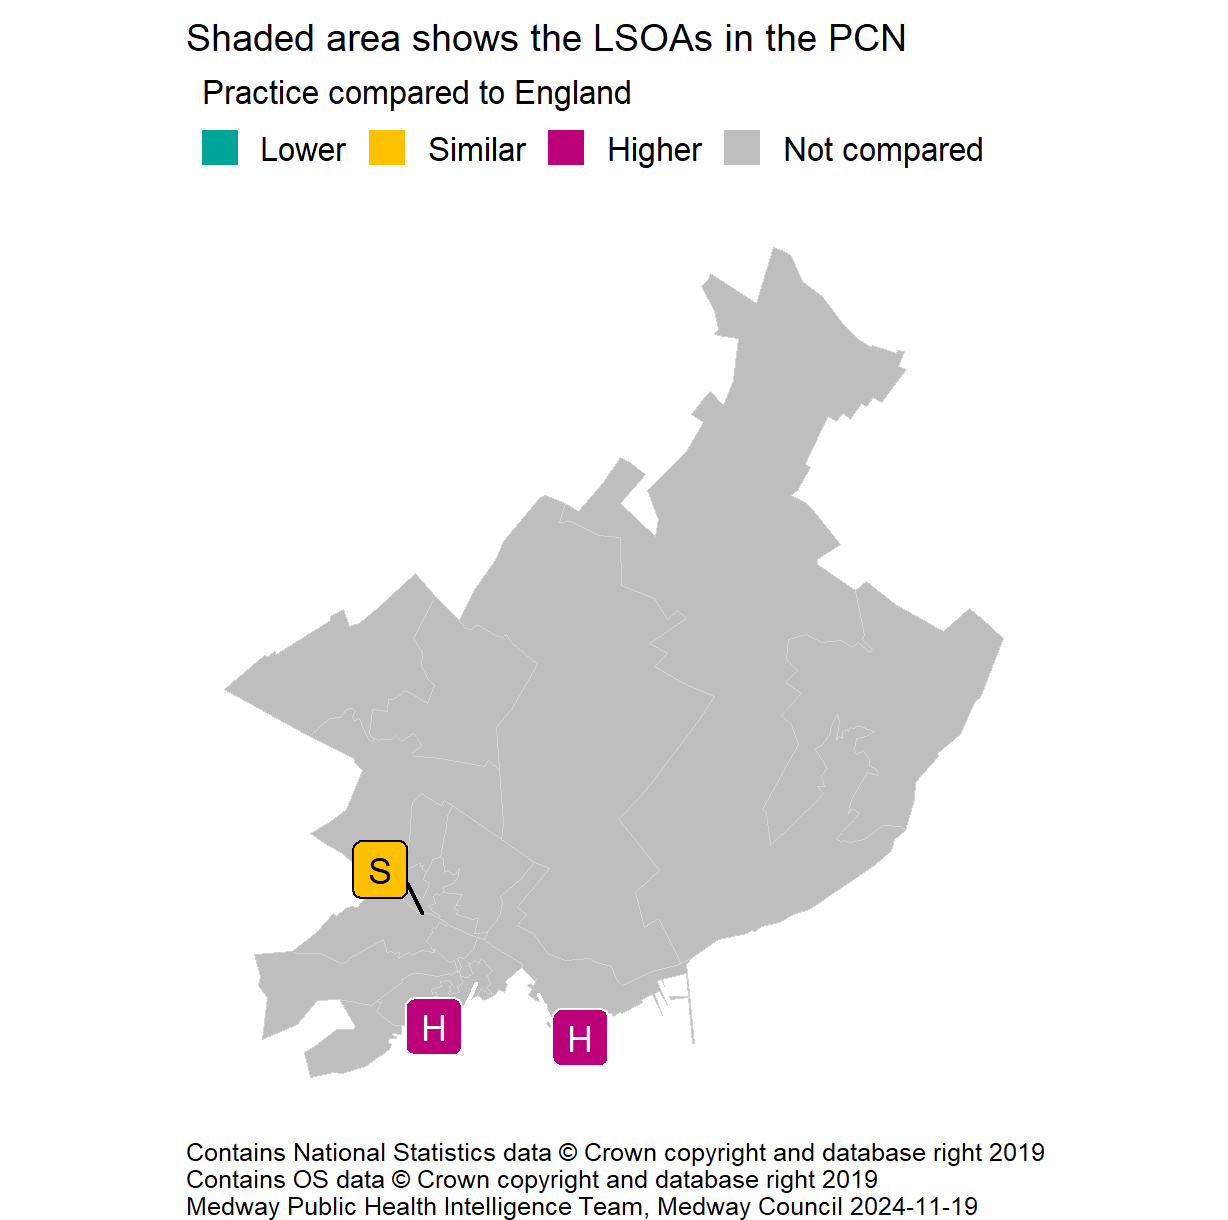 Shaded area shows the LSOAs in the PCN
Practice compared to England
Lower Similar Higher Not compared
S
H
H
Contains National Statistics data © Crown copyright and database right 2019
Contains OS data © Crown copyright and database right 2019
Medway Public Health Intelligence Team, Medway Council 2024-11-19